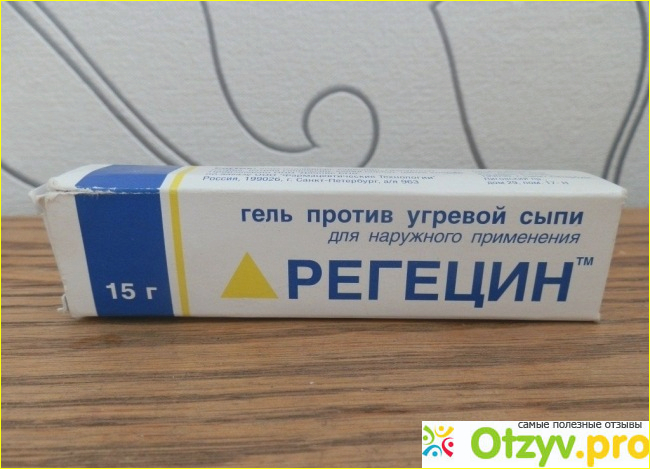 Россия, 199026, г. Санкт-Петербург, а/я 963
гель против угревой сыпи
для наружного применения
РЕГЕЦИН™
15 г
самые полезные отзывы
Otzyv.pro